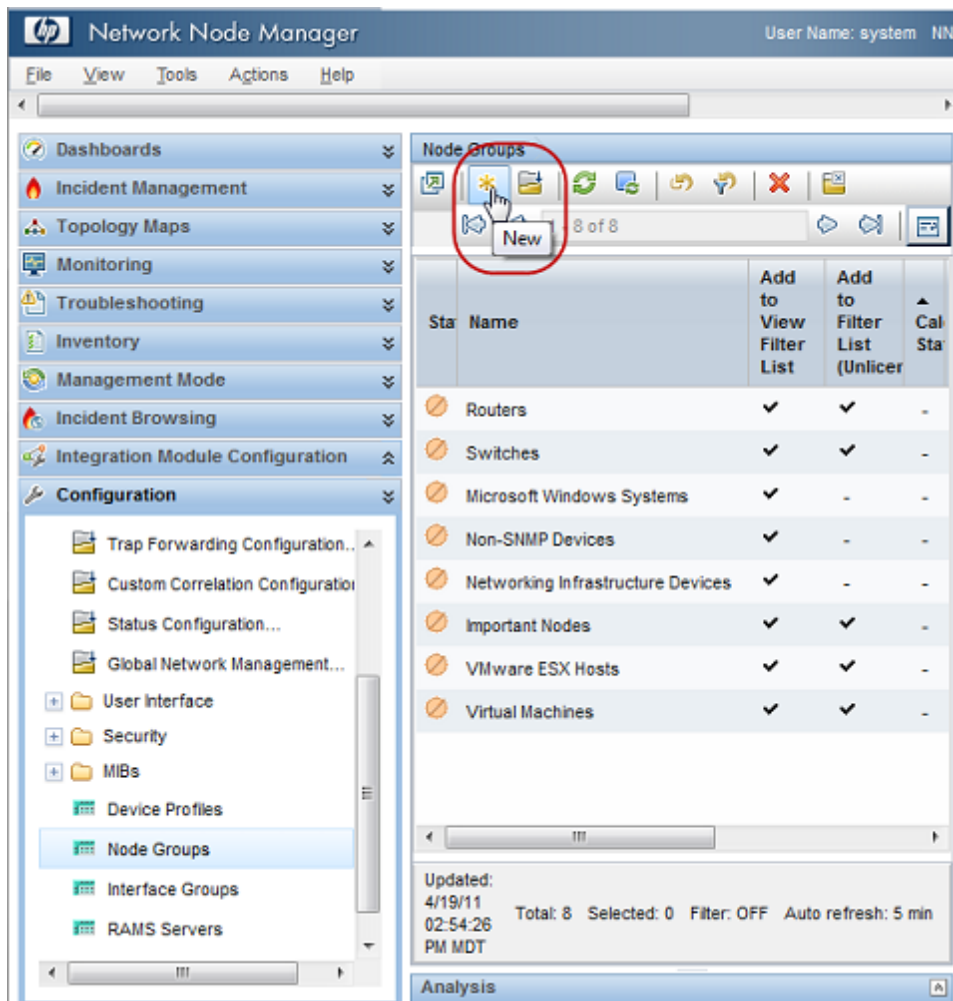 hp Network Node Manager User Name: system NN
File View Tools Actions Help
Dashboards
Incident Management
Topology Maps
Monitoring
Troubleshooting
Inventory
Management Mode
Incident Browsing
Integration Module Configuration
Configuration
Trap Forwarding Configuration..
Custom Correlation Configuration
Status Configuration...
Global Network Management...
User Interface
Security
MIBs
Device Profiles
Node Groups
Interface Groups
RAMS Servers
Node Groups
8 of 8
New
Sta Name
Add to View Filter List
Add to Filter List (Unlicer
Cal Sta
Routers -
Switches -
Microsoft Windows Systems - -
Non-SNMP Devices - -
Networking Infrastructure Devices - -
Important Nodes -
VMware ESX Hosts -
Virtual Machines -
Updated:
4/19/11
02:54:26
PM MDT
Total: 8 Selected: 0 Filter: OFF Auto refresh: 5 min
Analysis